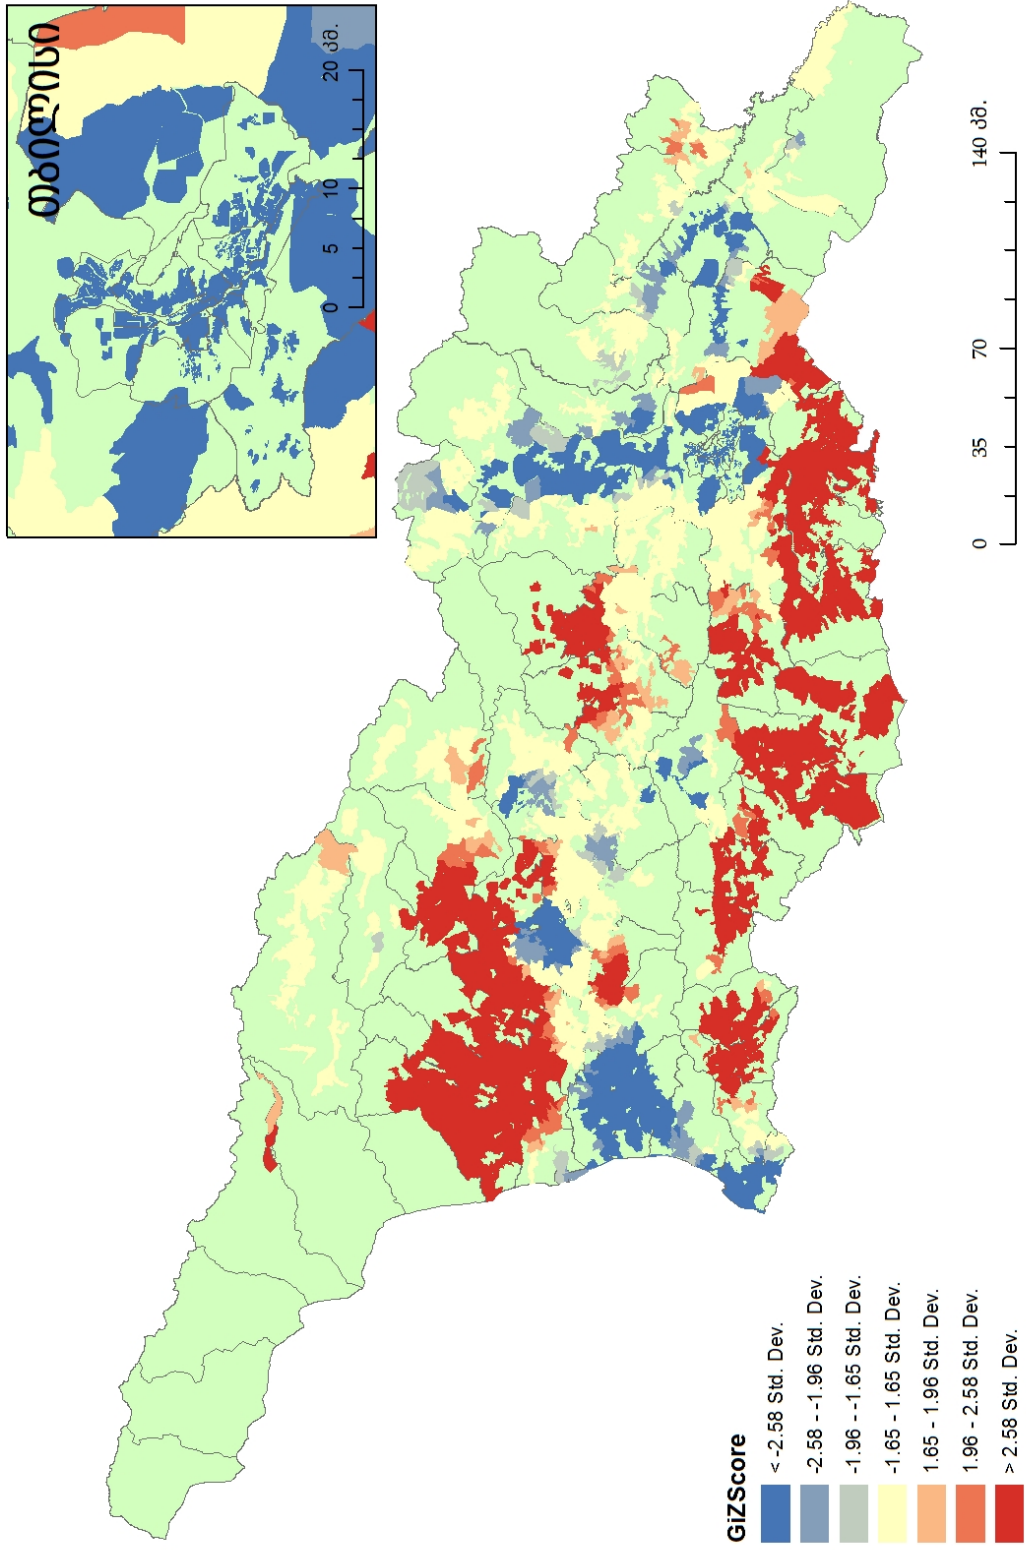 თბილისი
0 5 10 20 კმ.
GiZScore
< -2.58 Std. Dev.
-2.58 - -1.96 Std. Dev.
-1.96 - -1.65 Std. Dev.
-1.65 - 1.65 Std. Dev.
1.65 - 1.96 Std. Dev.
1.96 - 2.58 Std. Dev.
> 2.58 Std. Dev.
0 35 70 140 კმ.